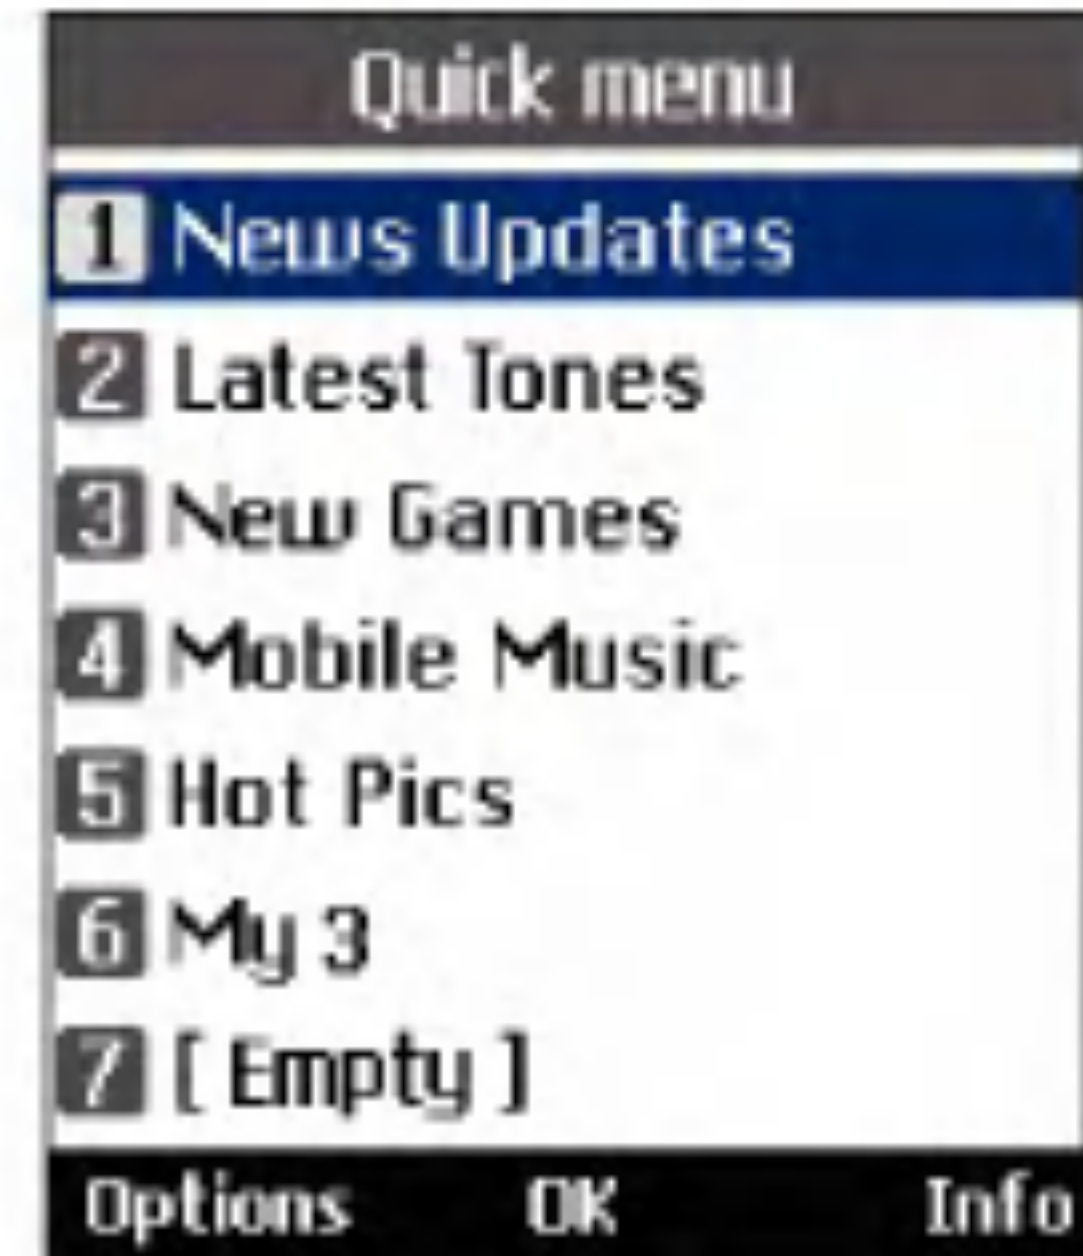 Quick menu
1 News Updates
2 Latest Tones
3 New Games
4 Mobile Music
5 Hot Pics
6 My 3
7 [ Empty ]
Options OK Info